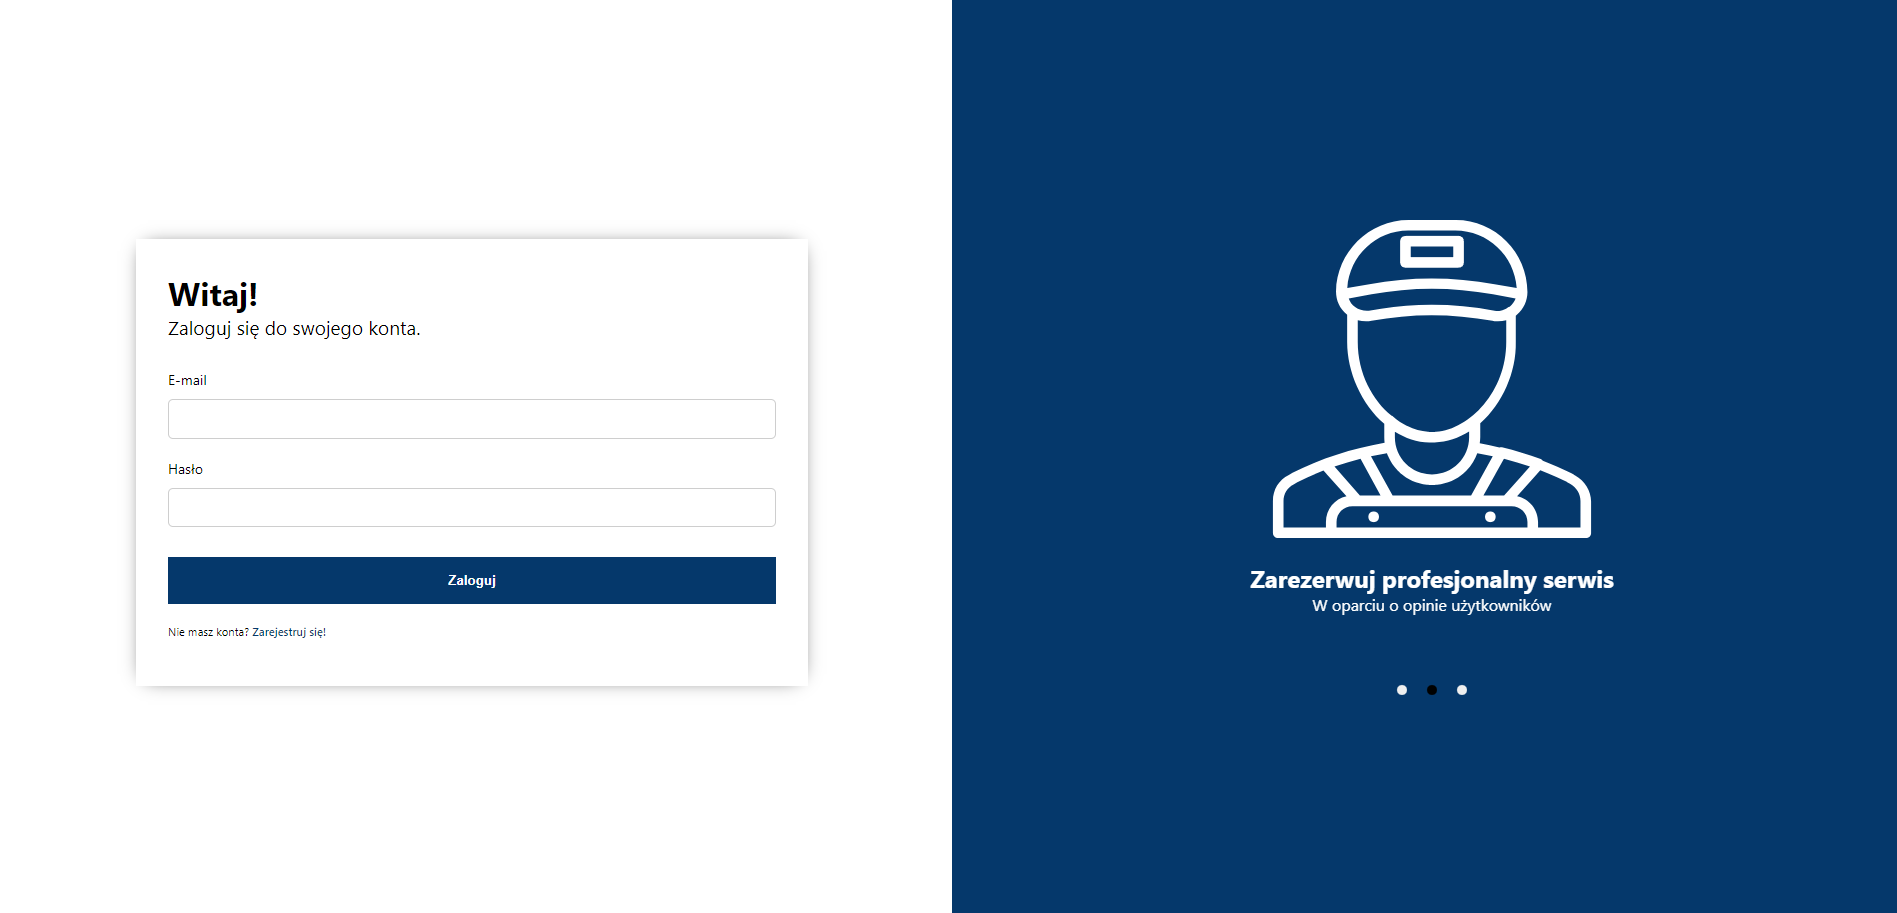 Witaj!
Zaloguj się do swojego konta.
E-mail
Hasło
Zaloguj
Nie masz konta? Zarejestruj się!
Zarezerwuj profesjonalny serwis
W oparciu o opinie użytkowników